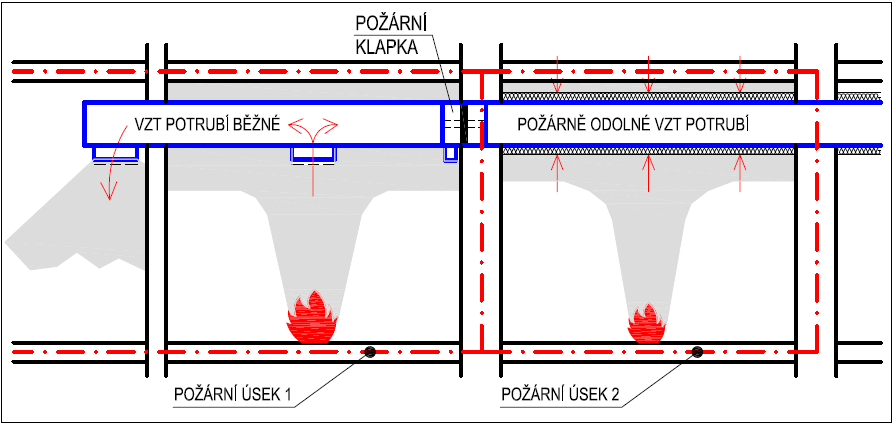 POŽÁRNÍ
KLAPKA
VZT POTRUBÍ BĚŽNÉ
POŽÁRNĚ ODOLNÉ VZT POTRUBÍ
POŽÁRNÍ ÚSEK 1
POŽÁRNÍ ÚSEK 2